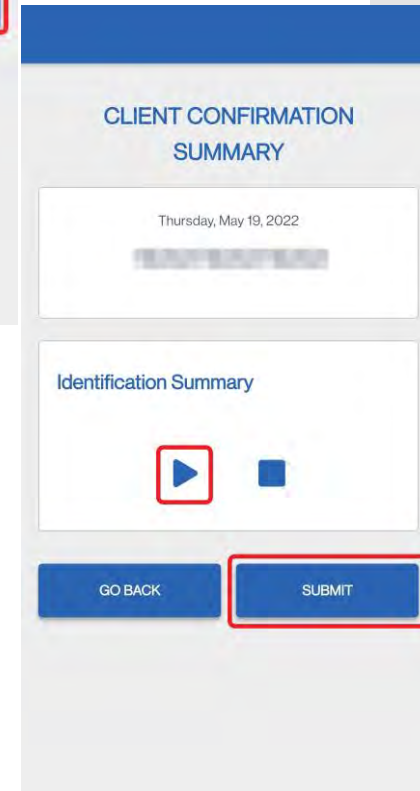 CLIENT CONFIRMATION
SUMMARY
Thursday, May 19, 2022
Identification Summary
GO BACK
SUBMIT